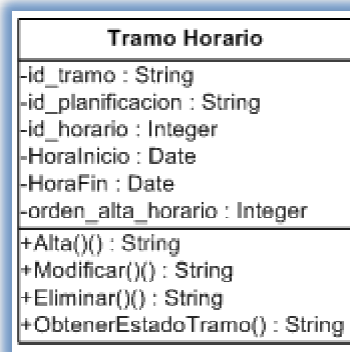 Tramo Horario
-id_tramo : String
-id_planificacion : String
-id_horario : Integer
-HoraInicio : Date
-HoraFin : Date
-orden_alta_horario : Integer
+Alta()() : String
+Modificar()() : String
+Eliminar()() : String
+ObtenerEstadoTramo() : String